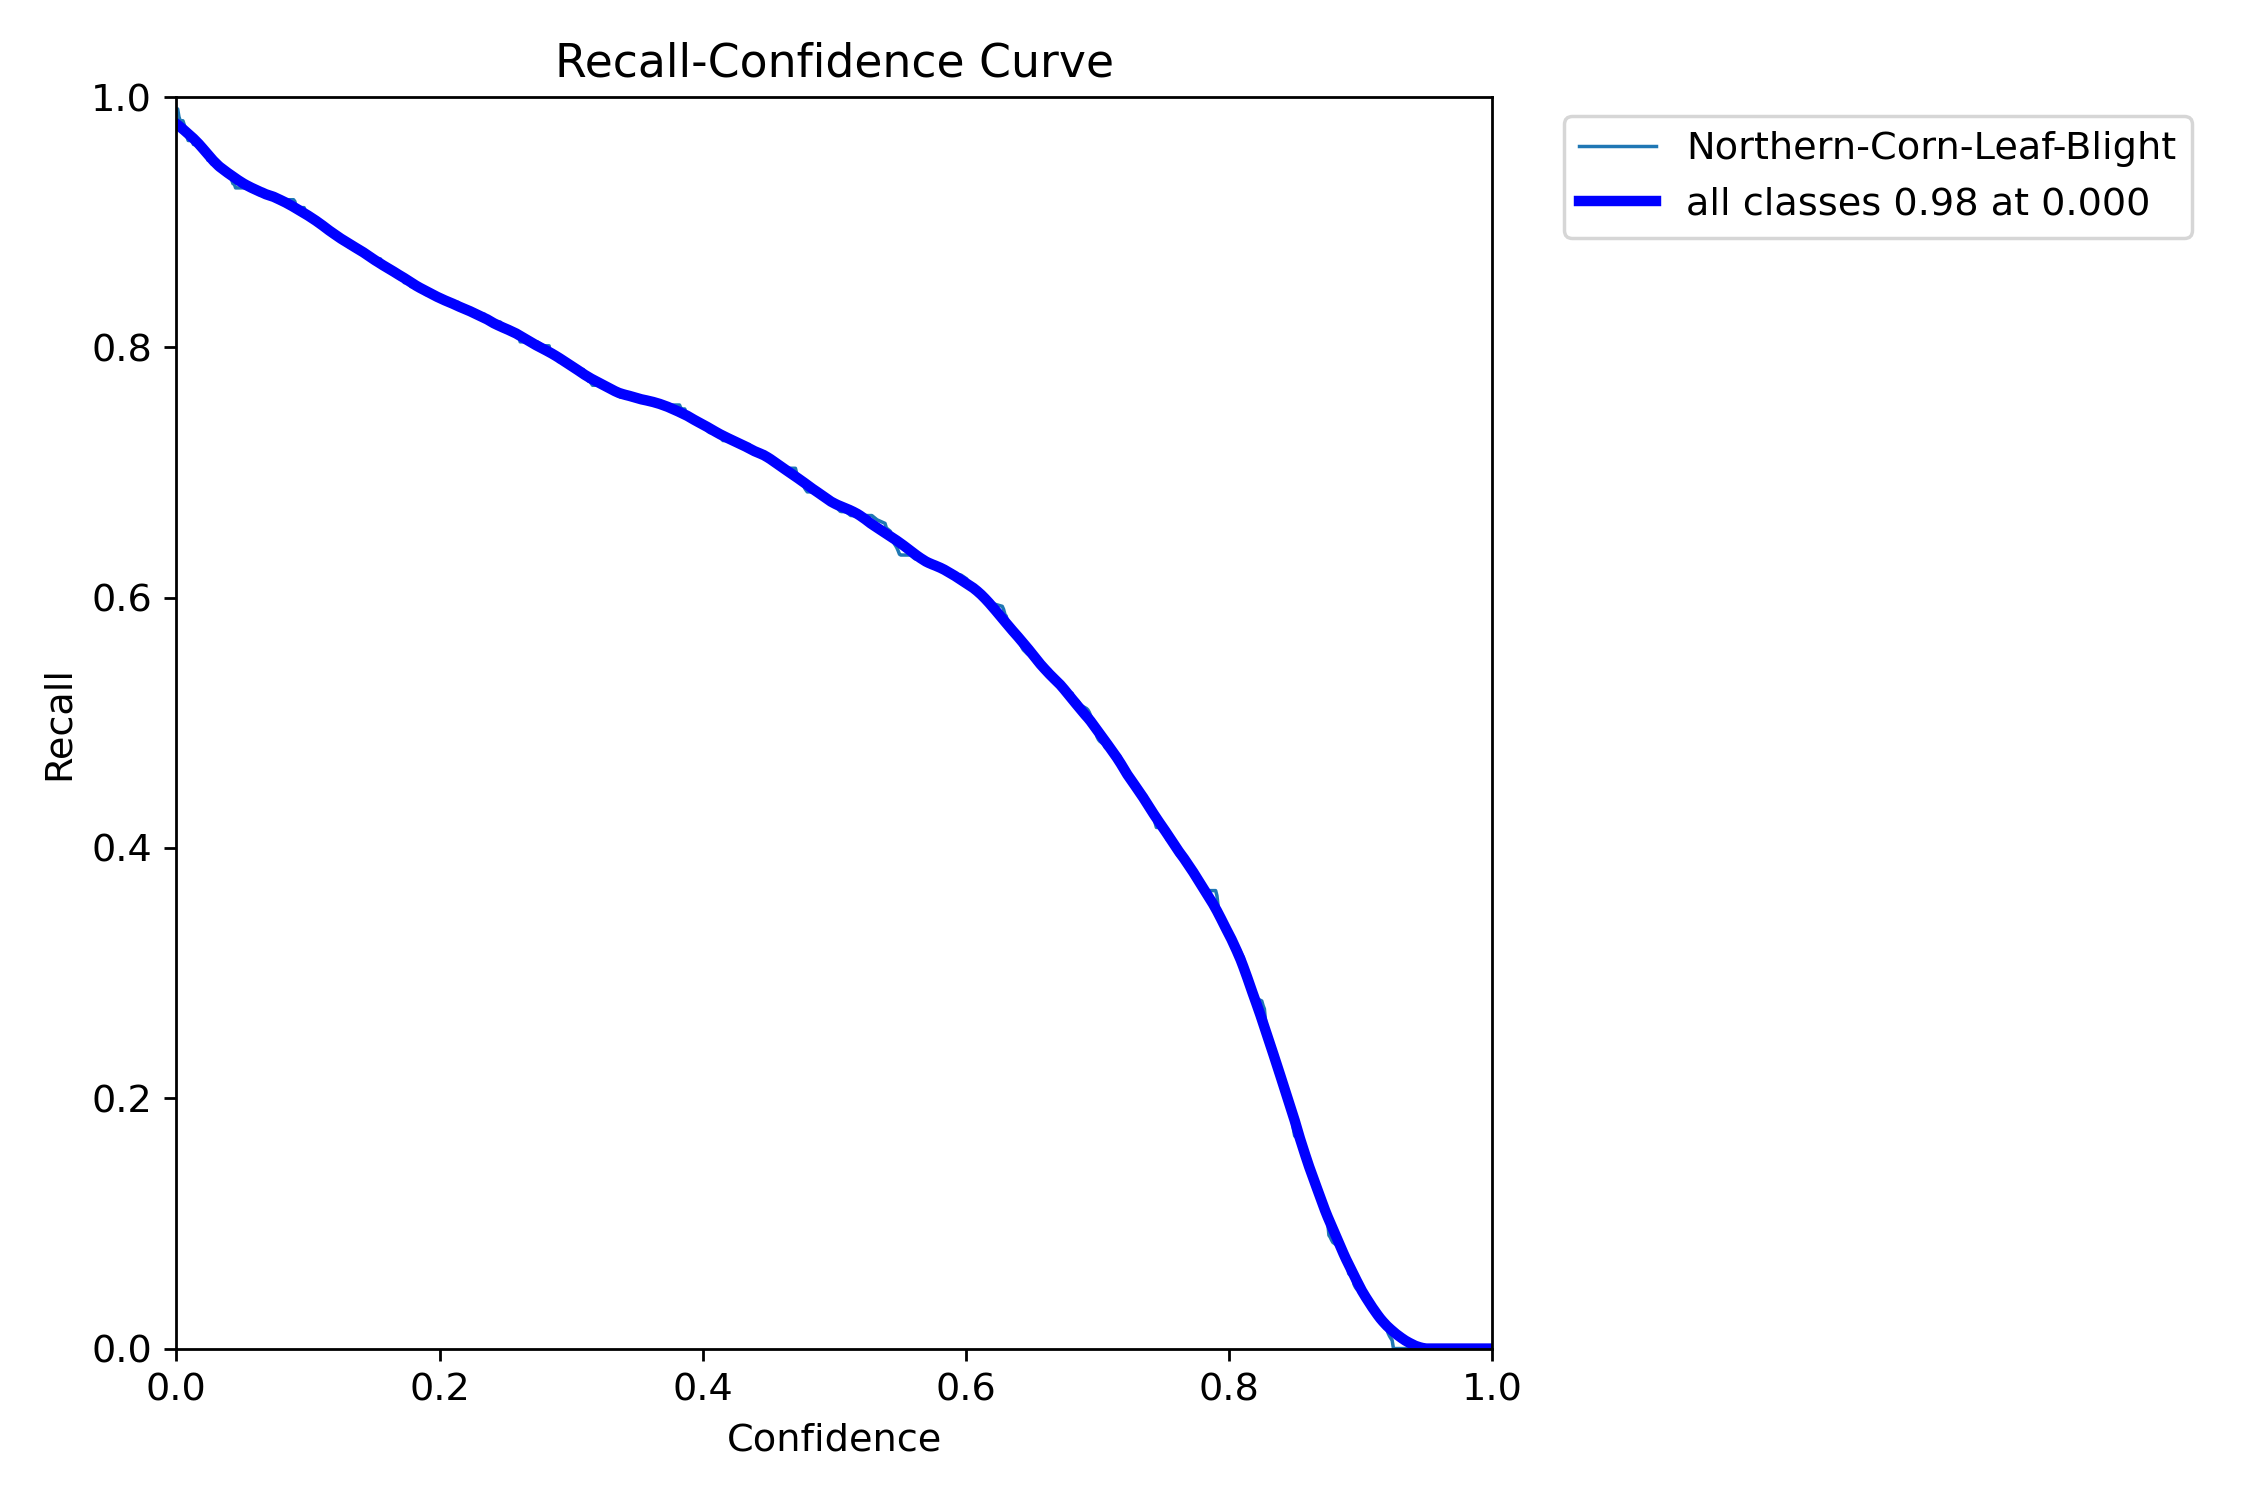 Recall-Confidence Curve
1.0
0.8
0.6
0.4
0.2
0.0
Recall
0.0 0.2 0.4 0.6 0.8 1.0
Confidence
Northern-Corn-Leaf-Blight
all classes 0.98 at 0.000